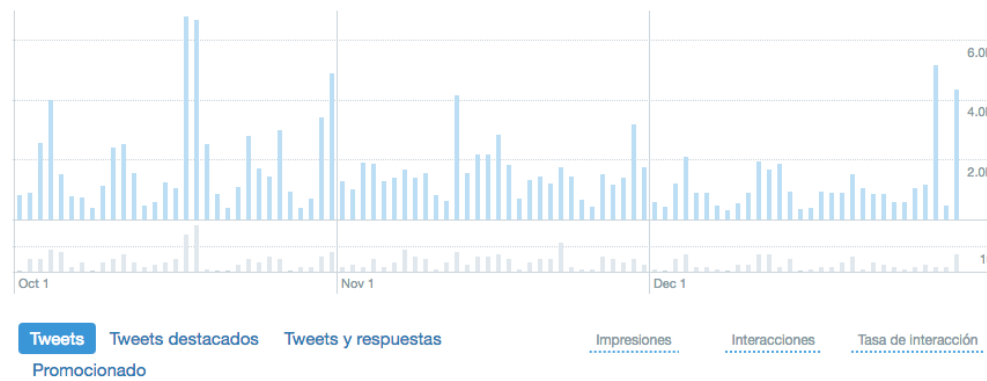 6.0
4.0
2.0
1
Oct 1
Nov 1
Dec 1
Tweets
Tweets destacados
Tweets y respuestas
Impresiones
Interacciones
Tasa de interacción
Promocionado